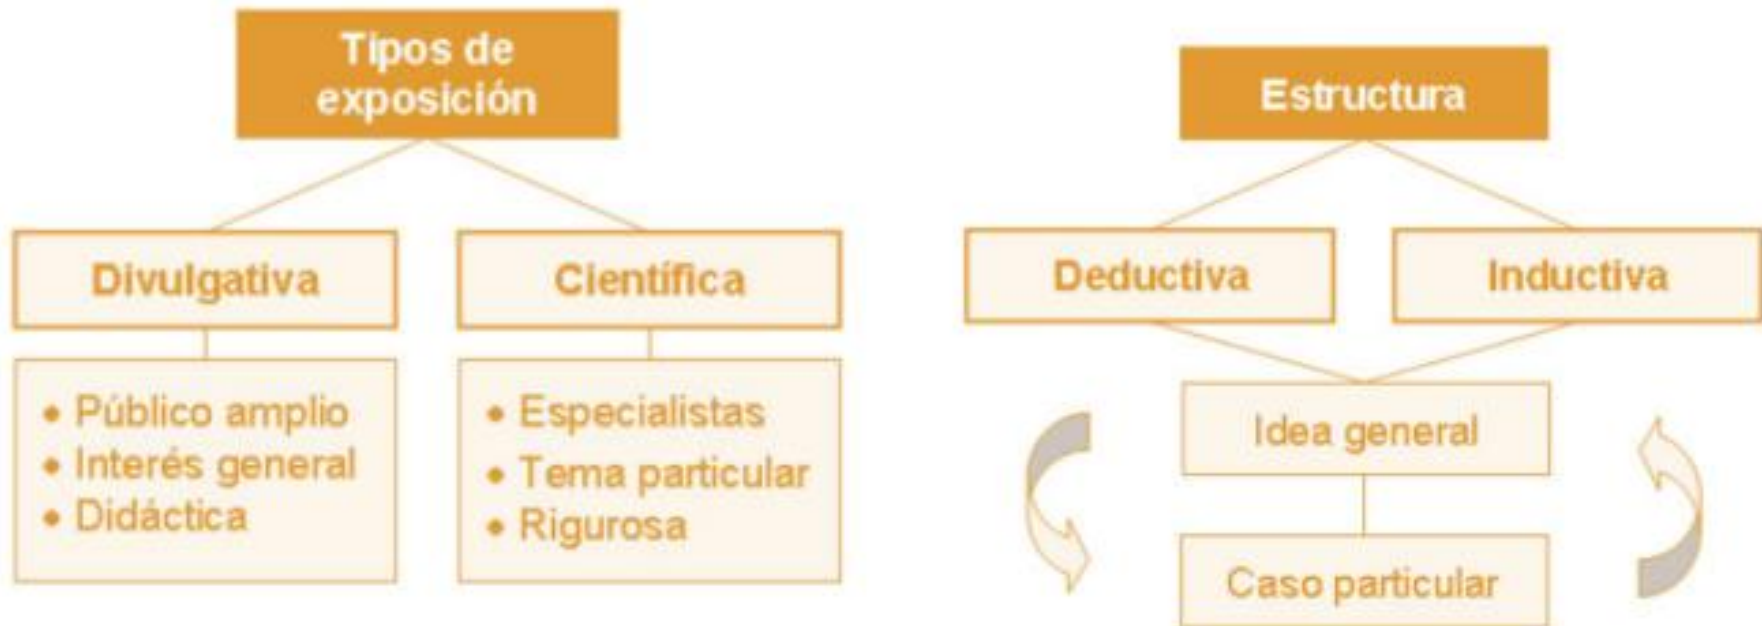 Tipos de
exposición
Divulgativa
Científica
• Público amplio
• Interés general
• Didáctica
• Especialistas
• Tema particular
• Rigurosa
Estructura
Deductiva
Inductiva
Idea general
Caso particular